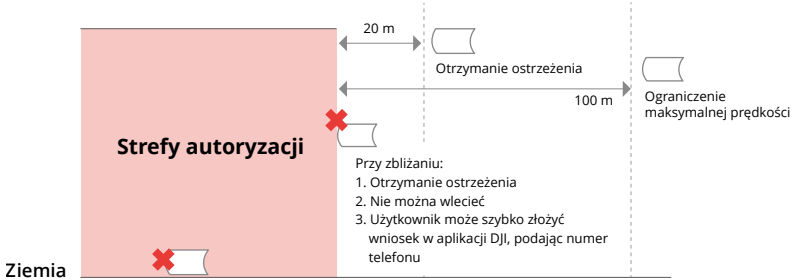 20 m
Otrzymanie ostrzeżenia
100 m
Ograniczenie
maksymalnej prędkości
Strefy autoryzacji
Przy zbliżaniu:
1. Otrzymanie ostrzeżenia
2. Nie można wlecieć
3. Użytkownik może szybko złożyć
wniosek w aplikacji DJI, podając numer
telefonu
Ziemia